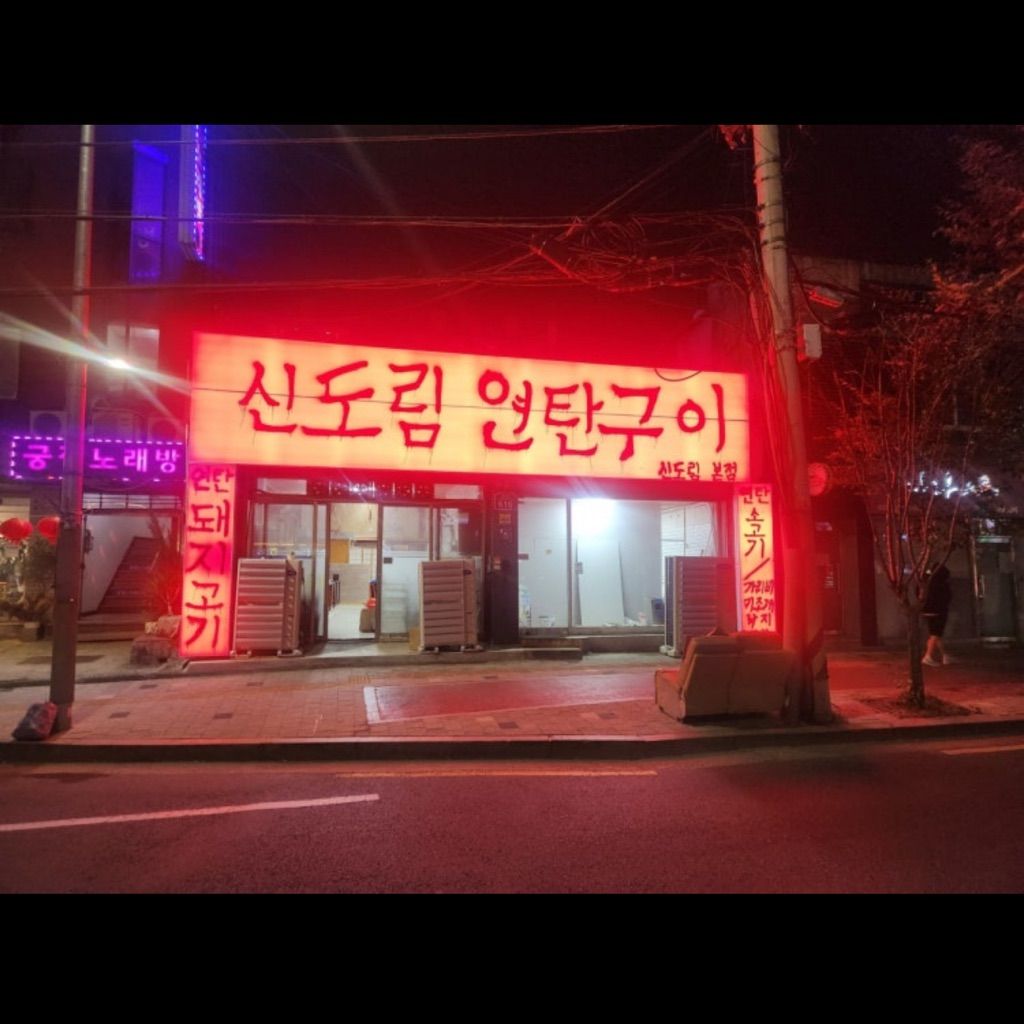 신도림 연탄구이
신도림 본점
연탄
돼지고기
연탄
소고기
노래방